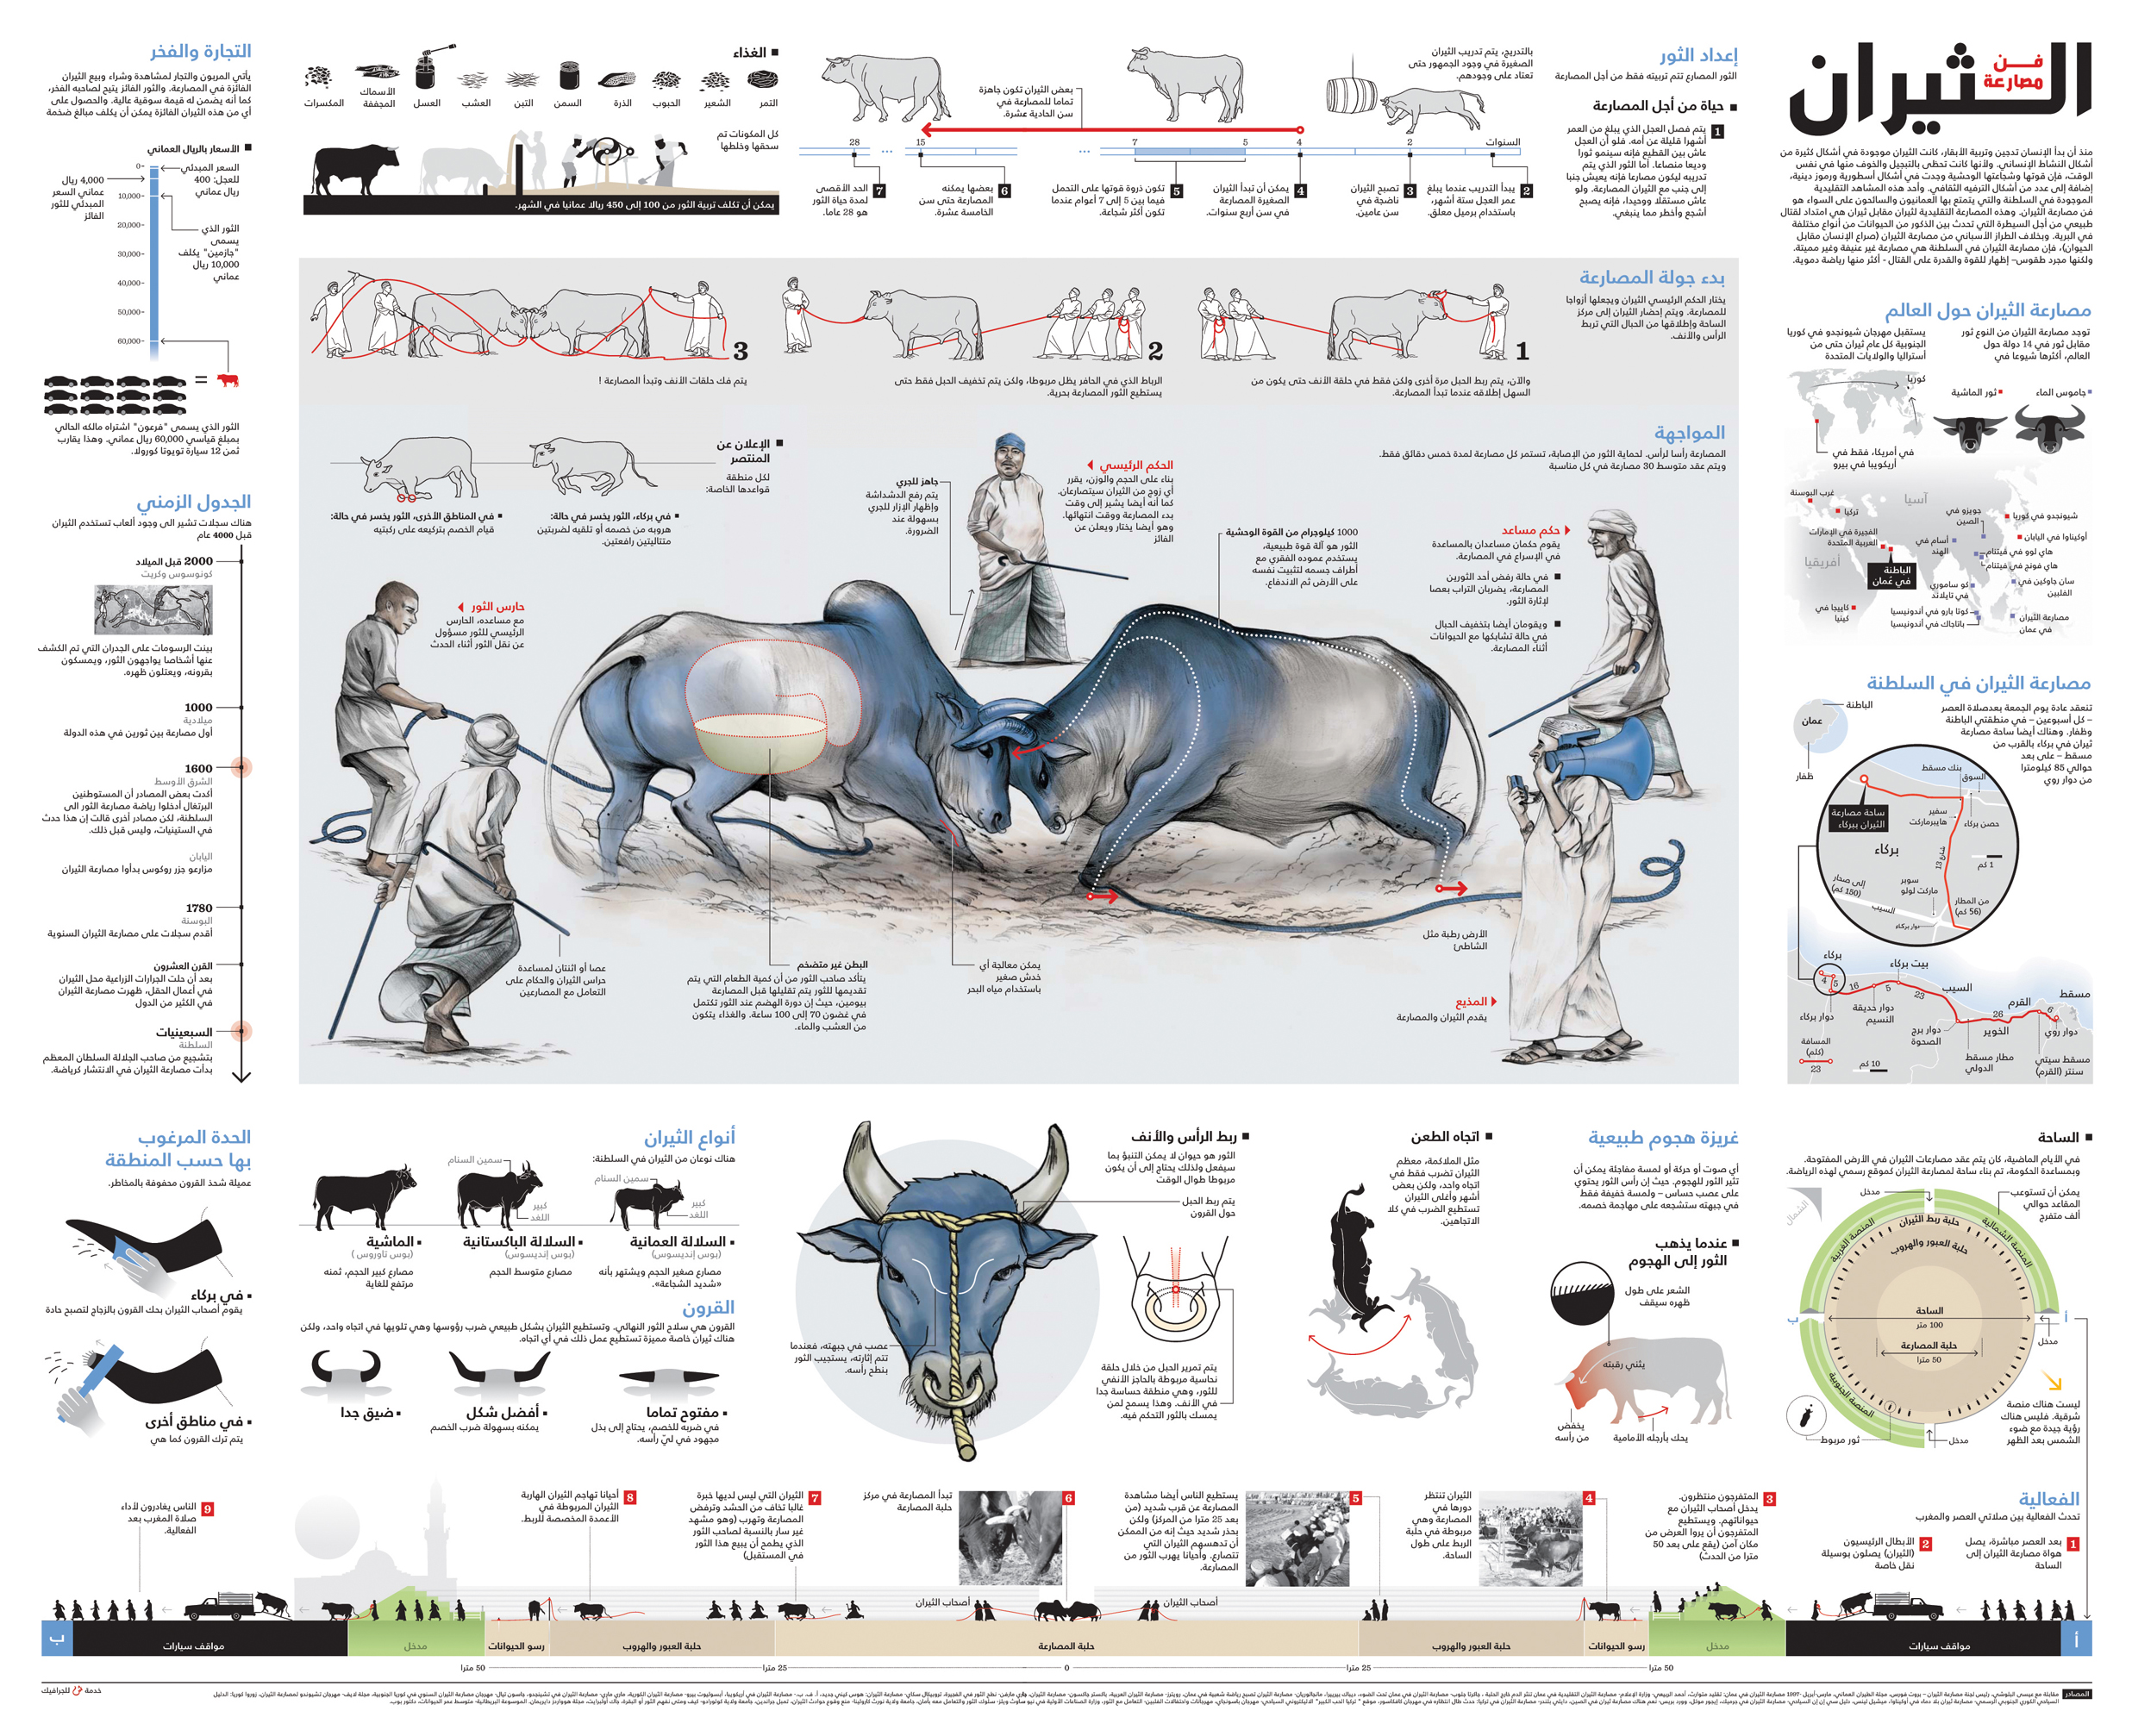 فن مصارعة
الثيران
منذ أن بدأ الإنسان تدجين وتربية الأبقار، كانت الثيران موجودة في أشكال كثيرة من
أشكال النشاط الإنساني. ولأنها كانت تحظى بالتبجيل والخوف منها في نفس
الوقت، فإن قوتها وشجاعتها الوحشية وجدت في أشكال أسطورية ورموز دينية،
إضافة إلى عدد من أشكال الترفيه الثقافي. وأحد هذه المشاهد التقليدية
الموجودة في السلطنة والتي يتمتع بها العمانيون والسائحون على السواء هو
فن مصارعة الثيران. وهذه المصارعة التقليدية لثيران مقابل ثيران هي امتداد لقتال
طبيعي من أجل السيطرة التي تحدث بين الذكور من الحيوانات من أنواع مختلفة
في البرية. وبخلاف الطراز الأسباني من مصارعة الثيران (صراع الإنسان مقابل
الحيوان)، فإن مصارعة الثيران في السلطنة هي مصارعة غير عنيفة وغير مميتة.
ولكنها مجرد طقوس– إظهار للقوة والقدرة على القتال - أكثر منها رياضة دموية.
إعداد الثور
الثور المصارع تتم تربيته فقط من أجل المصارعة
حياة من أجل المصارعة
1 يتم فصل العجل الذي يبلغ من العمر
أشهرا قليلة عن أمه. فلو أن العجل
عاش بين القطيع فإنه سينمو ثورا
وديعا منصاعا. أما الثور الذي يتم
تدريبه ليكون مصارعا فإنه يعيش جنبا
إلى جنب مع الثيران المصارعة. ولو
عاش مستقلا ووحيدا، فإنه يصبح
أشجع وأخطر مما ينبغي.
بالتدريج، يتم تدريب الثيران
الصغيرة في وجود الجمهور حتى
تعتاد على وجودهم.
بعض الثيران تكون جاهزة
تماما للمصارعة في
سن الحادية عشرة.
السنوات
2
4
5
7
15
28
2 يبدأ التدريب عندما يبلغ
عمر العجل ستة أشهر،
باستخدام برميل معلق.
3 تصبح الثيران
ناضجة في
سن عامين.
4 يمكن أن تبدأ الثيران
الصغيرة المصارعة
في سن أربع سنوات.
5 تكون ذروة قوتها على التحمل
فيما بين 5 إلى 7 أعوام عندما
تكون أكثر شجاعة.
6 بعضها يمكنه
المصارعة حتى سن
الخامسة عشرة.
7 الحد الأقصى
لمدة حياة الثور
هو 28 عاما.
الغذاء
التمر
الشعير
الحبوب
الذرة
السمن
التبن
العشب
العسل
الأسماك
المجففة
المكسرات
كل المكونات تم
سحقها وخلطها
يمكن أن تكلف تربية الثور من 100 إلى 450 ريالا عمانيا في الشهر.
التجارة والفخر
يأتي المربون والتجار لمشاهدة وشراء وبيع الثيران
الفائزة في المصارعة. والثور الفائز يتيح لصاحبه الفخر،
كما أنه يضمن له قيمة سوقية عالية. والحصول على
أي من هذه الثيران الفائزة يمكن أن يكلف مبالغ ضخمة
الأسعار بالريال العماني
0
10,000
20,000
30,000
40,000
50,000
60,000
السعر المبدئي
للعجل: 400
ريال عماني
4,000 ريال
عماني السعر
المبدئي للثور
الفائز
الثور الذي
يسمى
"جازمين" يكلف
10,000 ريال
عماني
=
الثور الذي يسمى "فرعون" اشتراه مالكه الحالي
بمبلغ قياسي 60,000 ريال عماني. وهذا يقارب
ثمن 12 سيارة تويوتا كورولا.
الجدول الزمني
هناك سجلات تشير الى وجود ألعاب تستخدم الثيران
قبل 4000 عام
2000 قبل الميلاد
كونوسوس وكريت
بينت الرسومات على الجدران التي تم الكشف
عنها أشخاصا يواجهون الثور، ويمسكون
بقرونه، ويعتلون ظهره.
1000
ميلادية
أول مصارعة بين ثورين في هذه الدولة
1600
الشرق الأوسط
أكدت بعض المصادر أن المستوطنين
البرتغال أدخلوا رياضة مصارعة الثور الى
السلطنة، لكن مصادر أخرى قالت إن هذا حدث
في الستينيات، وليس قبل ذلك.
اليابان
مزارعو جزر روكوس بدأوا مصارعة الثيران
1780
البوسنة
أقدم سجلات على مصارعة الثيران السنوية
القرن العشرون
بعد أن حلت الجرارات الزراعية محل الثيران
في أعمال الحقل، ظهرت مصارعة الثيران
في الكثير من الدول
السبعينيات
السلطنة
بتشجيع من صاحب الجلالة السلطان المعظم
بدأت مصارعة الثيران في الانتشار كرياضة.
بدء جولة المصارعة
يختار الحكم الرئيسي الثيران ويجعلها أزواجا
للمصارعة. ويتم إحضار الثيران إلى مركز
الساحة وإطلاقها من الحبال التي تربط
الرأس والأنف.
1
والآن، يتم ربط الحبل مرة أخرى ولكن فقط في حلقة الأنف حتى يكون من
السهل إطلاقه عندما تبدأ المصارعة.
2
الرباط الذي في الحافر يظل مربوطا، ولكن يتم تخفيف الحبل فقط حتى
يستطيع الثور المصارعة بحرية.
3
يتم فك حلقات الأنف وتبدأ المصارعة !
المواجهة
المصارعة رأسا لرأس. لحماية الثور من الإصابة، تستمر كل مصارعة لمدة خمس دقائق فقط.
ويتم عقد متوسط 30 مصارعة في كل مناسبة
الحكم الرئيسي
بناء على الحجم والوزن، يقرر
أي زوج من الثيران سيتصارعان.
كما أنه أيضا يشير إلى وقت
بدء المصارعة ووقت انتهائها.
وهو أيضا يختار ويعلن عن
الفائز
جاهز للجري
يتم رفع الدشداشة
وإظهار الإزار للجري
بسهولة عند
الضرورة.
الإعلان عن
المنتصر
لكل منطقة
قواعدها الخاصة:
في بركاء، الثور يخسر في حالة:
هروبه من خصمه أو تلقيه لضربتين
متتاليتين رافعتين.
في المناطق الأخرى، الثور يخسر في حالة:
قيام الخصم بتركيعه على ركبتيه
حكم مساعد
يقوم حكمان مساعدان بالمساعدة
في الإسراع في المصارعة.
في حالة رفض أحد الثورين
المصارعة، يضربان التراب بعصا
لإثارة الثور.
ويقومان أيضا بتخفيف الحبال
في حالة تشابكها مع الحيوانات
أثناء المصارعة.
1000 كيلوجرام من القوة الوحشية
الثور هو آلة قوة طبيعية،
يستخدم عموده الفقري مع
أطراف جسمه لتثبيت نفسه
على الأرض ثم الاندفاع.
حارس الثور
مع مساعده، الحارس
الرئيسي للثور مسؤول
عن نقل الثور أثناء الحدث
عصا أو اثنتان لمساعدة
حراس الثيران والحكام على
التعامل مع المصارعين
البطن غير متضخم
يتأكد صاحب الثور من أن كمية الطعام التي يتم
تقديمها للثور يتم تقليلها قبل المصارعة
بيومين، حيث إن دورة الهضم عند الثور تكتمل
في غضون 70 إلى 100 ساعة. والغذاء يتكون
من العشب والماء.
يمكن معالجة أي
خدش صغير
باستخدام مياه البحر
الأرض رطبة مثل
الشاطئ
المذيع
يقدم الثيران والمصارعة
مصارعة الثيران حول العالم
توجد مصارعة الثيران من النوع ثور
مقابل ثور في 14 دولة حول
العالم، أكثرها شيوعا في
يستقبل مهرجان شيونجدو في كوريا
الجنوبية كل عام ثيران حتى من
أستراليا والولايات المتحدة
كوريا
جاموس الماء
ثور الماشية
في أمريكا، فقط في
أريكويبا في بيرو
آسيا
أفريقيا
غرب البوسنة
تركيا
الفجيرة في الإمارات
العربية المتحدة
الباطنة
في عُمان
كابيجا في
كينيا
جويزو في
الصين
شيونجدو في كوريا
أوكيناوا في اليابان
أسام في
الهند
هاي لوو في فيتنام
هاي فونج في فيتنام
كو ساموري
في تايلاند
سان جاوكين في
الفلبين
كوتا بارو في أندونيسيا
باتاجاك في أندونيسيا
مصارعة الثيران
في عمان
مصارعة الثيران في السلطنة
تنعقد عادة يوم الجمعة بعدصلاة العصر
– كل أسبوعين – في منطقتي الباطنة
وظفار. وهناك أيضا ساحة مصارعة
ثيران في بركاء بالقرب من
مسقط – على بعد
حوالي 85 كيلومترا
من دوار روي
الباطنة
عمان
ظفار
بنك مسقط
السوق
ساحة مصارعة
الثيران ببركاء
سفير
هايبرماركت
حصن بركاء
بركاء
شارع 13
1 كم
سوبر
ماركت لولو
إلى صحار
(150 كم)
السيب
من المطار
(56 كم)
دوار بركاء
بركاء
بيت بركاء
السيب
القرم
مسقط
4
5
16
5
23
26
6
دوار بركاء
دوار حديقة
النسيم
دوار برج
الصحوة
الخوير
دوار روي
مطار مسقط
الدولي
مسقط سيتي
سنتر (القرم)
المسافة
(كلم)
23
10 كم
الساحة
في الأيام الماضية، كان يتم عقد مصارعات الثيران في الأرض المفتوحة.
وبمساعدة الحكومة، تم بناء ساحة لمصارعة الثيران كموقع رسمي لهذه الرياضة.
يمكن أن تستوعب
المقاعد حوالي
ألف متفرج
مدخل
الشمال
المنصة الغربية
المنصة الشمالية
المنصة الجنوبية
حلبة ربط الثيران
حلبة العبور والهروب
الساحة
100 متر
حلبة المصارعة
50 مترا
أ
ب
مدخل
مدخل
ثور مربوط
ليست هناك منصة
شرقية. فليس هناك
رؤية جيدة مع ضوء
الشمس بعد الظهر
غريزة هجوم طبيعية
أي صوت أو حركة أو لمسة مفاجئة يمكن أن
تثير الثور للهجوم. حيث إن رأس الثور يحتوي
على عصب حساس – ولمسة خفيفة فقط
في جبهته ستشجعه على مهاجمة خصمه.
عندما يذهب
الثور إلى الهجوم
الشعر على طول
ظهره سيقف
يثني رقبته
يخفض
من رأسه
يحك بأرجله الأمامية
اتجاه الطعن
مثل الملاكمة، معظم
الثيران تضرب فقط في
اتجاه واحد، ولكن بعض
أشهر وأغلى الثيران
تستطيع الضرب في كلا
الاتجاهين.
ربط الرأس والأنف
الثور هو حيوان لا يمكن التنبؤ بما
سيفعل ولذلك يحتاج إلى أن يكون
مربوطا طوال الوقت
يتم ربط الحبل
حول القرون
يتم تمرير الحبل من خلال حلقة
نحاسية مربوطة بالحاجز الأنفي
للثور، وهي منطقة حساسة جدا
في الأنف. وهذا يسمح لمن
يمسك بالثور التحكم فيه.
عصب في جبهته، فعندما
تتم إثارته، يستجيب الثور
بنطح رأسه.
أنواع الثيران
هناك نوعان من الثيران في السلطنة:
سمين السنام
كبير
اللغد
سمين السنام
كبير
اللغد
السلالة العمانية
(بوس إنديسوس)
مصارع صغير الحجم ويشتهر بأنه
«شديد الشجاعة».
السلالة الباكستانية
(بوس إنديسوس)
مصارع متوسط الحجم
الماشية
(بوس تاوروس)
مصارع كبير الحجم، ثمنه
مرتفع للغاية
القرون
القرون هي سلاح الثور النهائي. وتستطيع الثيران بشكل طبيعي ضرب رؤوسها وهي تلويها في اتجاه واحد، ولكن
هناك ثيران خاصة مميزة تستطيع عمل ذلك في أي اتجاه.
مفتوح تماما
في ضربه للخصم، يحتاج إلى بذل
مجهود في ليّ رأسه.
أفضل شكل
يمكنه بسهولة ضرب الخصم
ضيق جدا
الحدة المرغوب
بها حسب المنطقة
عميلة شحذ القرون محفوفة بالمخاطر.
في بركاء
يقوم أصحاب الثيران بحك القرون بالزجاج لتصبح حادة
في مناطق أخرى
يتم ترك القرون كما هي
الفعالية
تحدث الفعالية بين صلاتي العصر والمغرب
1 بعد العصر مباشرة، يصل
هواة مصارعة الثيران إلى
الساحة
2 الأبطال الرئيسيون
(الثيران) يصلون بوسيلة
نقل خاصة
3 المتفرجون منتظرون.
يدخل أصحاب الثيران مع
حيواناتهم. ويستطيع
المتفرجون أن يروا العرض من
مكان آمن (يقع على بعد 50
مترا من الحدث)
4 الثيران تنتظر
دورها في
المصارعة وهي
مربوطة في حلبة
الربط على طول
الساحة.
5 يستطيع الناس أيضا مشاهدة
المصارعة عن قرب شديد (من
بعد 25 مترا من المركز) ولكن
بحذر شديد حيث إنه من الممكن
أن تدهسهم الثيران التي
تتصارع. وأحيانا يهرب الثور من
المصارعة.
6 تبدأ المصارعة في مركز
حلبة المصارعة
7 الثيران التي ليس لديها خبرة
غالبا تخاف من الحشد وترفض
المصارعة وتهرب (وهو مشهد
غير سار بالنسبة لصاحب الثور
الذي يطمح أن يبيع هذا الثور
في المستقبل)
8 أحيانا تهاجم الثيران الهاربة
الثيران المربوطة في
الأعمدة المخصصة للربط.
9 الناس يغادرون لأداء
صلاة المغرب بعد
الفعالية.
أصحاب الثيران
أصحاب الثيران
أ
مواقف سيارات
مدخل
رسو الحيوانات
حلبة العبور والهروب
حلبة المصارعة
حلبة العبور والهروب
رسو الحيوانات
مدخل
مواقف سيارات
ب
50 مترا
25 مترا
0
25 مترا
50 مترا
المصادر
خدمة للجرافيك